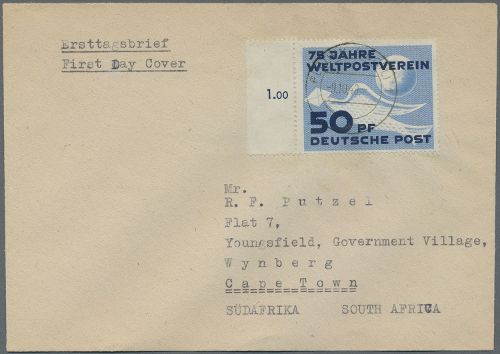 Ersttagsbrief
First Day Cover
75 JAHRE
WELTPOSTVEREIN
1.00
50 PF
DEUTSCHE POST
Mr.
R. F. Putzel
Flat 7,
Youngsfield, Government Village,
Wynberg
Cape Town
SÜDAFRIKA SOUTH AFRICA